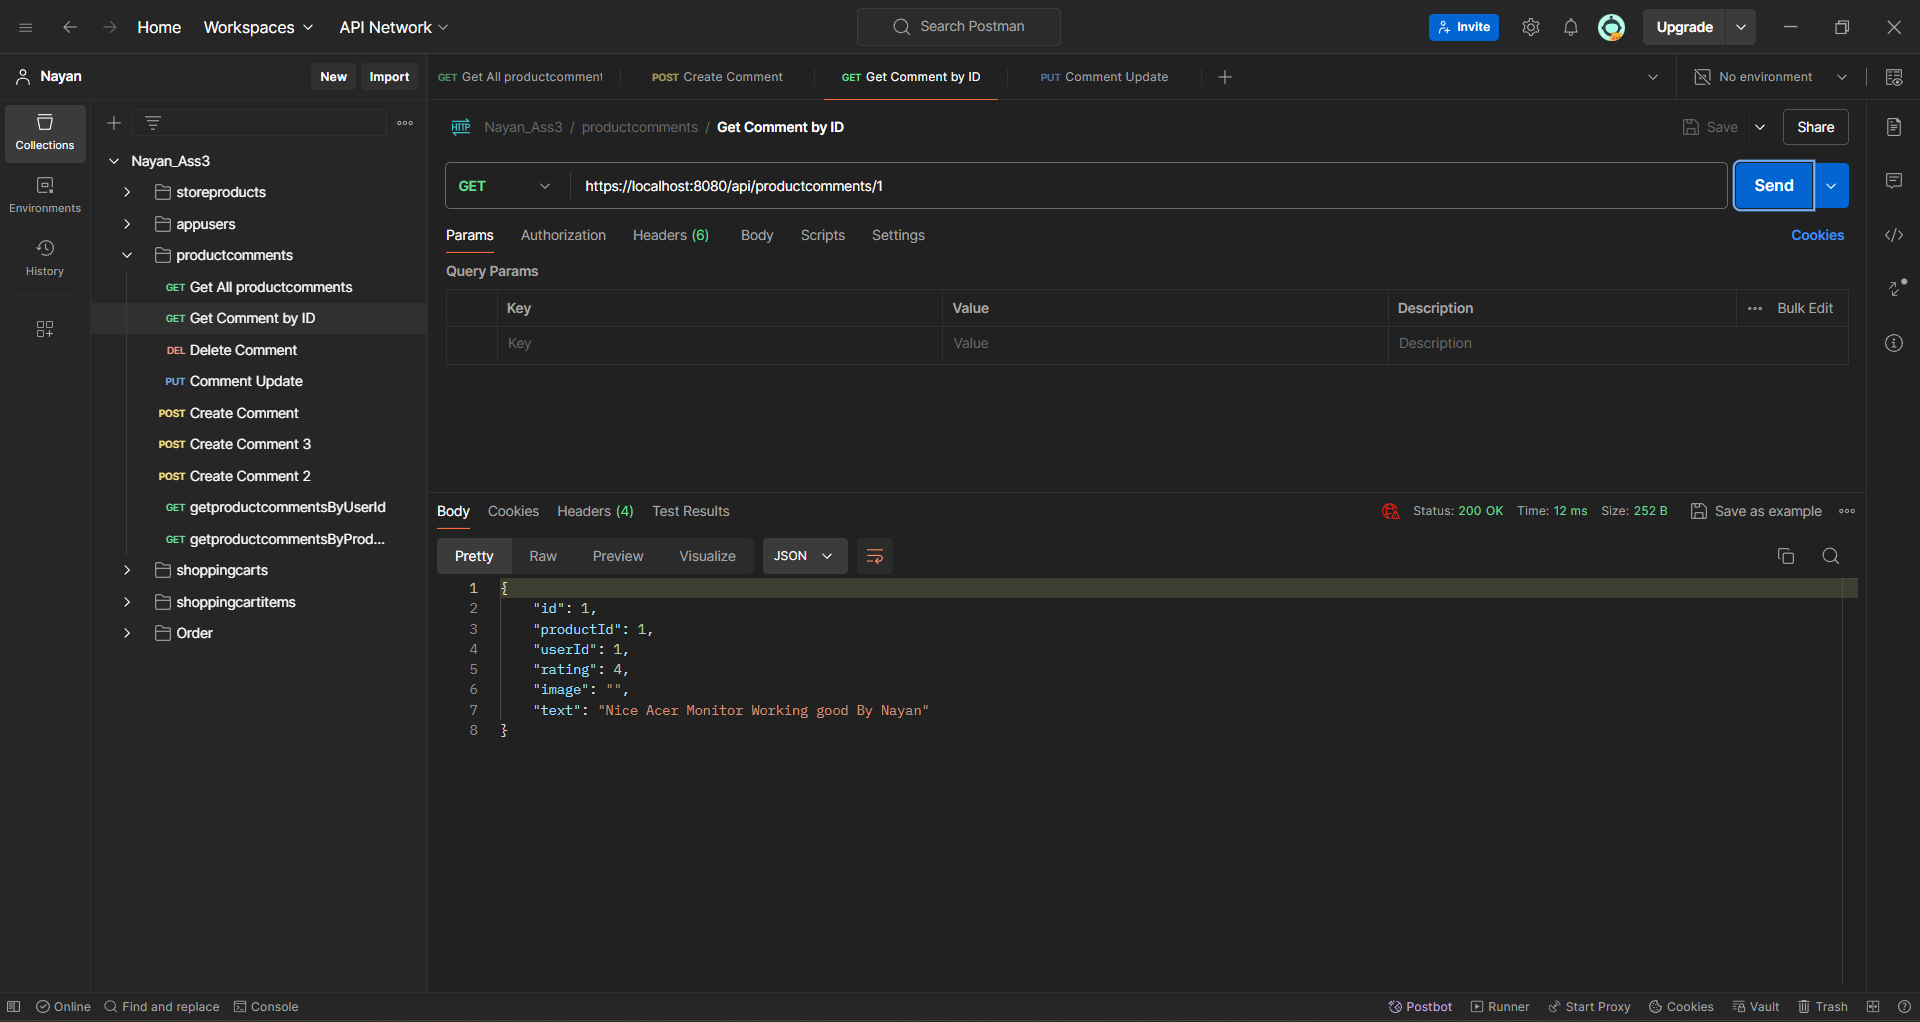 Home Workspaces API Network Search Postman Invite Upgrade
Nayan New Import GET Get All productcomment POST Create Comment GET Get Comment by ID PUT Comment Update No environment
Collections
Environments
History
Nayan_Ass3
storeproducts
appusers
productcomments
GET Get All productcomments
GET Get Comment by ID
DEL Delete Comment
PUT Comment Update
POST Create Comment
POST Create Comment 3
POST Create Comment 2
GET getproductcommentsByUserId
GET getproductcommentsByProd...
shoppingcarts
shoppingcartitems
Order
HTTP Nayan_Ass3 / productcomments / Get Comment by ID Save Share
GET https://localhost:8080/api/productcomments/1 Send
Params Authorization Headers (6) Body Scripts Settings Cookies
Query Params
Key Value Description Bulk Edit
Key Value Description
Body Cookies Headers (4) Test Results Status: 200 OK Time: 12 ms Size: 252 B Save as example
Pretty Raw Preview Visualize JSON
1 {
2 "id": 1,
3 "productId": 1,
4 "userId": 1,
5 "rating": 4,
6 "image": "",
7 "text": "Nice Acer Monitor Working good By Nayan"
8 }
Online Find and replace Console Postbot Runner Start Proxy Cookies Vault Trash